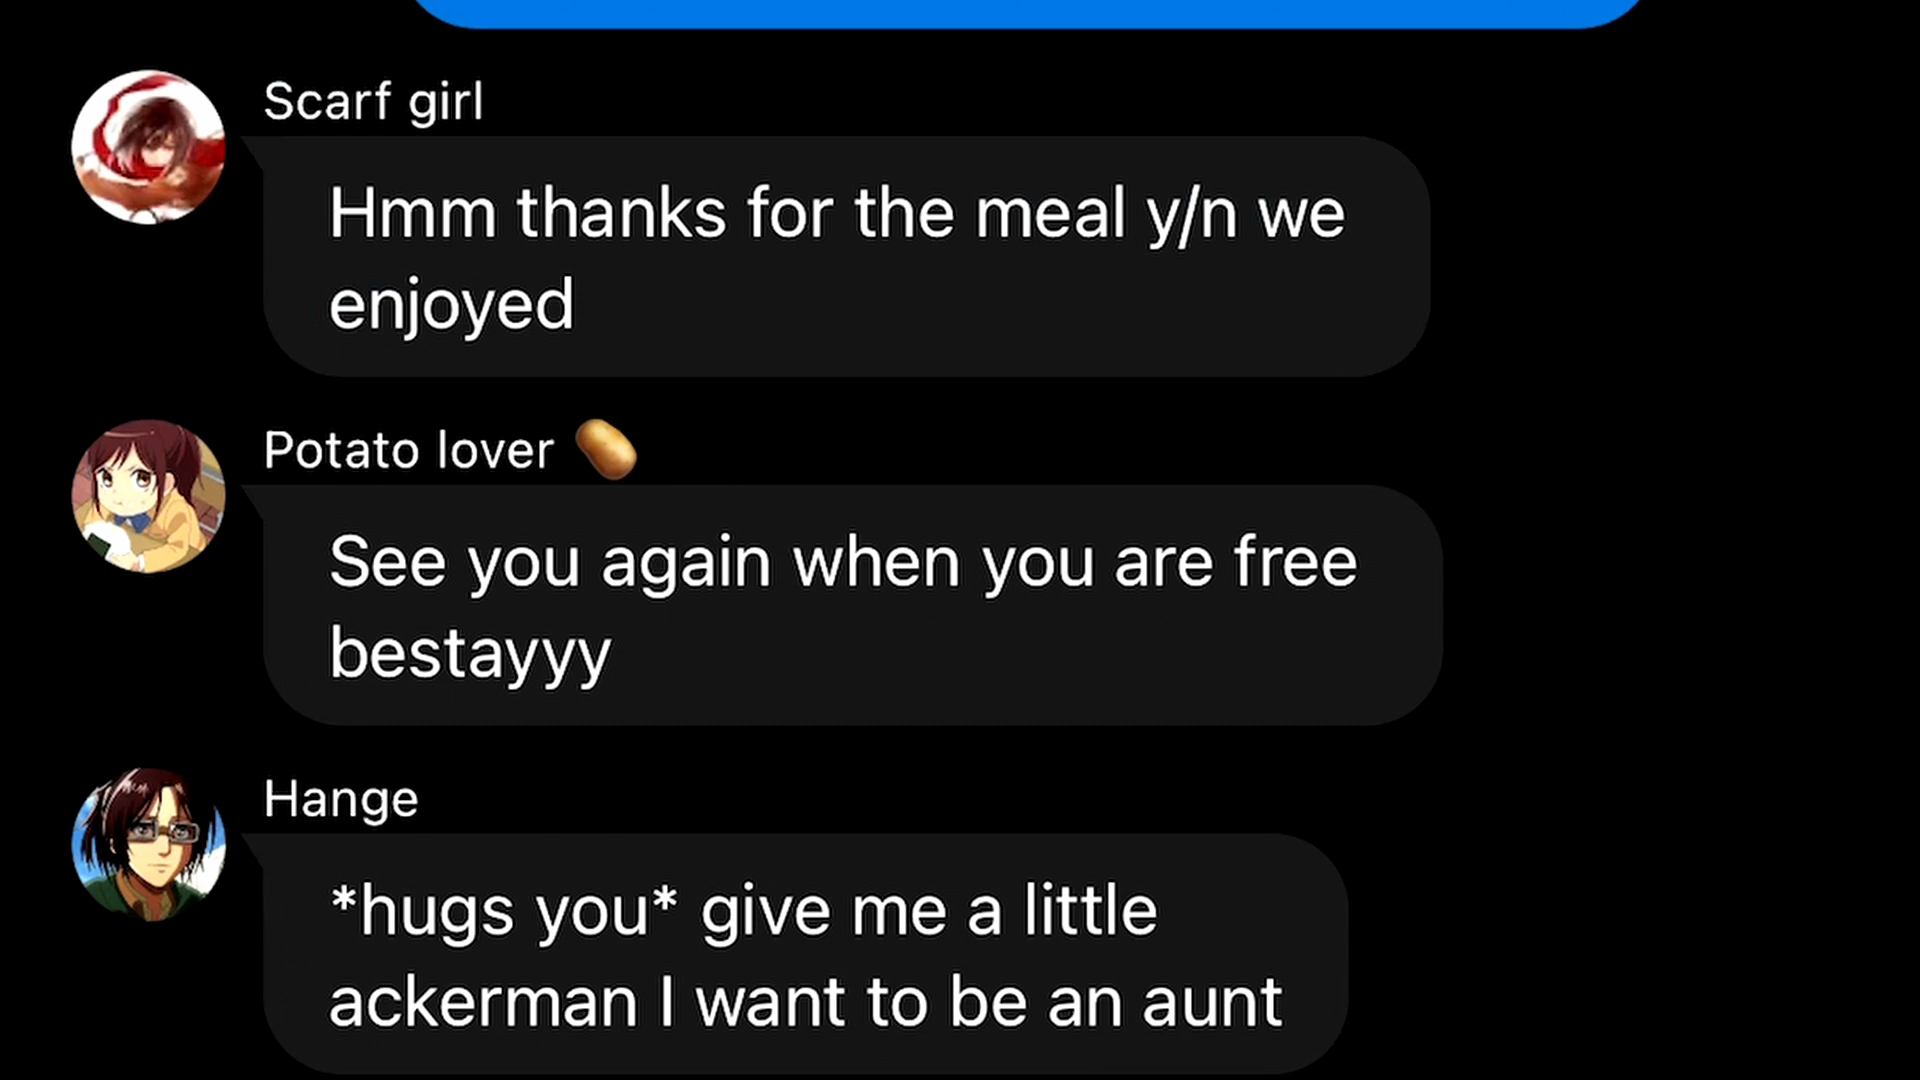 Scarf girl
Hmm thanks for the meal y/n we
enjoyed
Potato lover 🥔
See you again when you are free
bestayyy
Hange
*hugs you* give me a little
ackerman I want to be an aunt